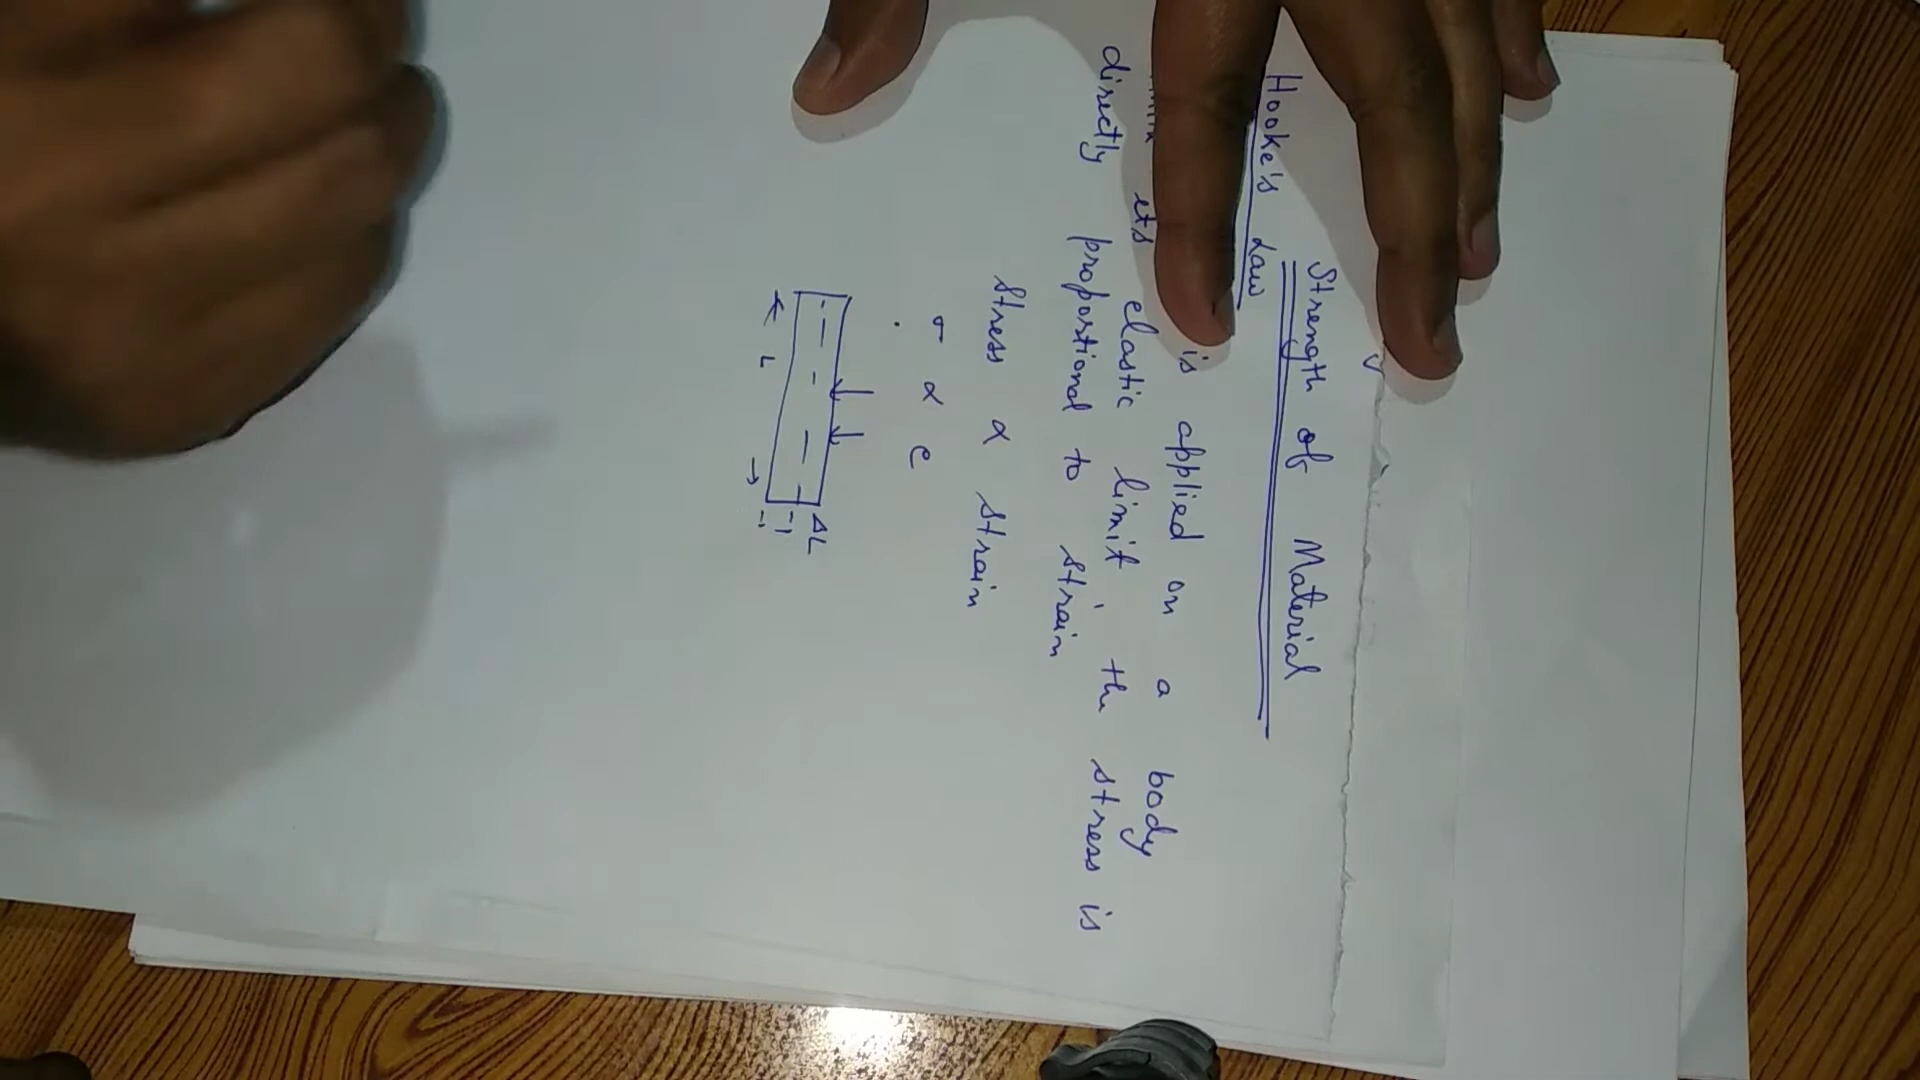 Strength of Material
Hooke's Law
is applied on a body
its elastic limit, the stress is
directly proportional to strain
stress α strain
σ α e
ΔL
L